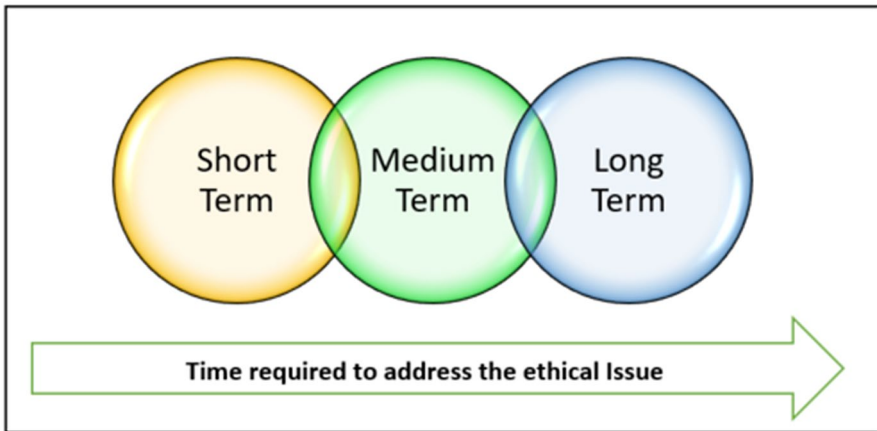 Short
Term
Medium
Term
Long
Term
Time required to address the ethical Issue